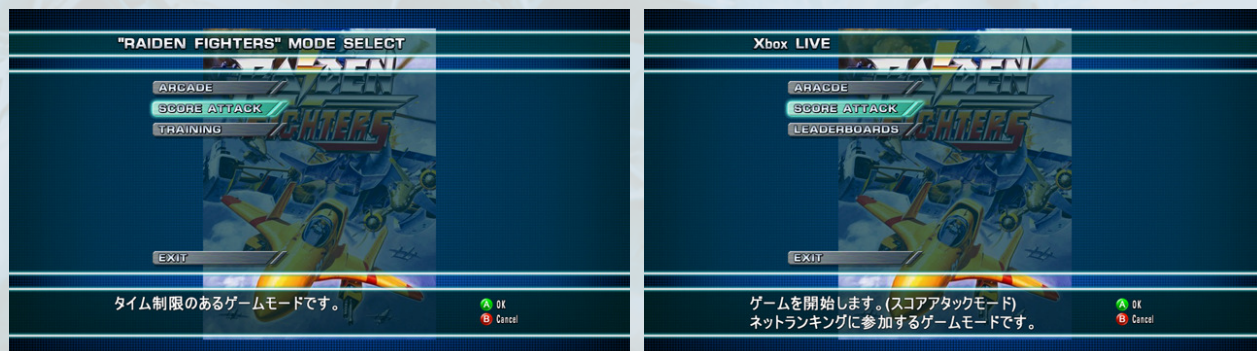 "RAIDEN FIGHTERS" MODE SELECT
RAIDEN
FIGHTERS
ARCADE
SCORE ATTACK
TRAINING
EXIT
タイム制限のあるゲームモードです。
A OK
B Cancel
Xbox LIVE
RAIDEN
FIGHTERS
ARACDE
SCORE ATTACK
LEADERBOARDS
EXIT
ゲームを開始します。(スコアアタックモード)
ネットランキングに参加するゲームモードです。
A OK
B Cancel